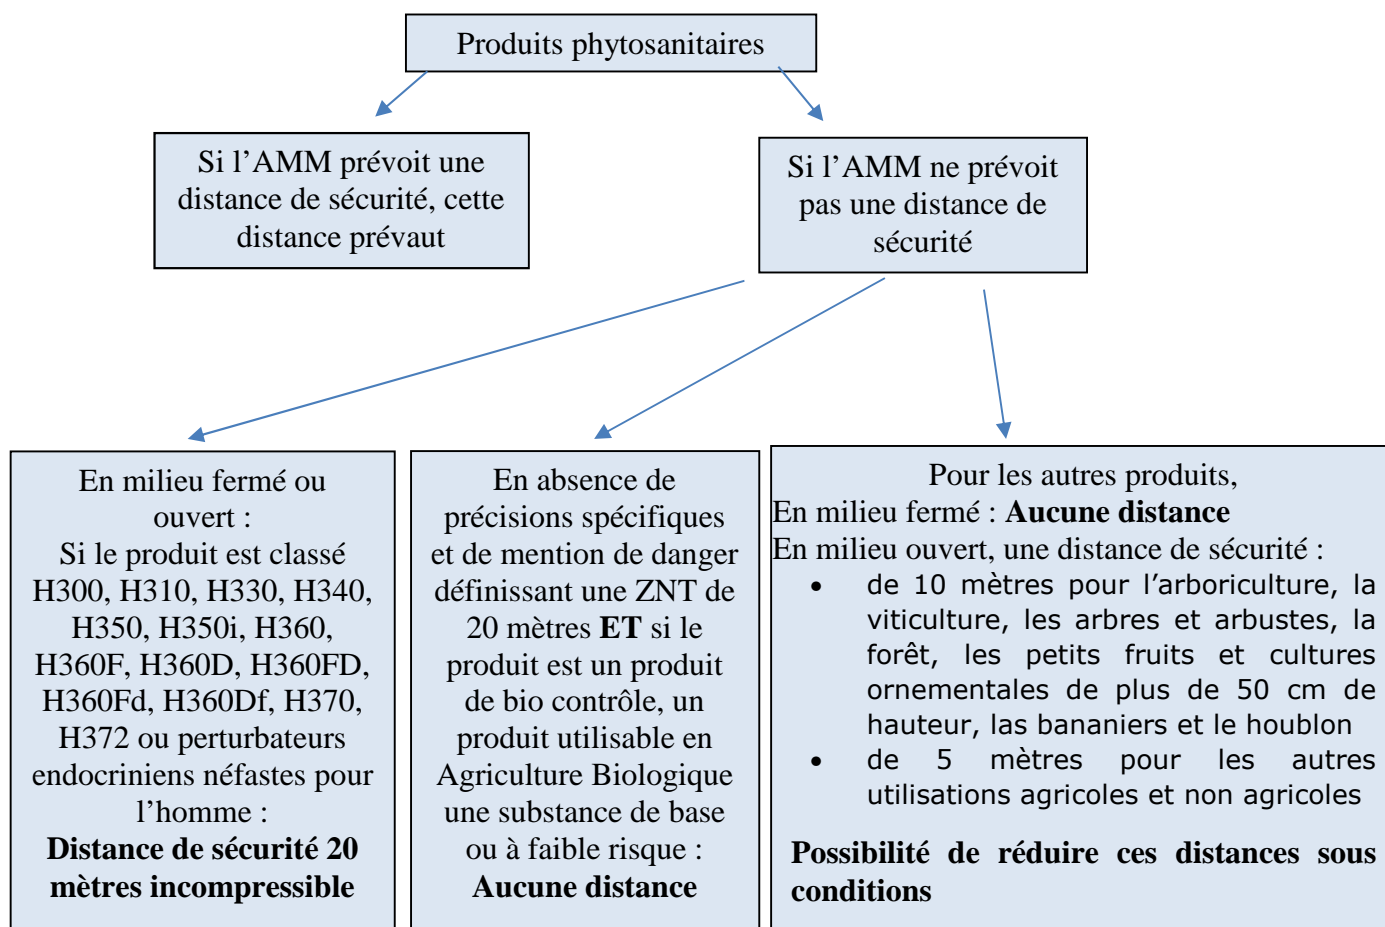 Produits phytosanitaires
Si l’AMM prévoit une
distance de sécurité, cette
distance prévaut
Si l’AMM ne prévoit
pas une distance de
sécurité
En milieu fermé ou
ouvert :
Si le produit est classé
H300, H310, H330, H340,
H350, H350i, H360,
H360F, H360D, H360FD,
H360Fd, H360Df, H370,
H372 ou perturbateurs
endocriniens néfastes pour
l’homme :
Distance de sécurité 20
mètres incompressible
En absence de
précisions spécifiques
et de mention de danger
définissant une ZNT de
20 mètres ET si le
produit est un produit
de bio contrôle, un
produit utilisable en
Agriculture Biologique
une substance de base
ou à faible risque :
Aucune distance
Pour les autres produits,
En milieu fermé : Aucune distance
En milieu ouvert, une distance de sécurité :
• de 10 mètres pour l’arboriculture, la
viticulture, les arbres et arbustes, la
forêt, les petits fruits et cultures
ornementales de plus de 50 cm de
hauteur, las bananiers et le houblon
• de 5 mètres pour les autres
utilisations agricoles et non agricoles
Possibilité de réduire ces distances sous
conditions